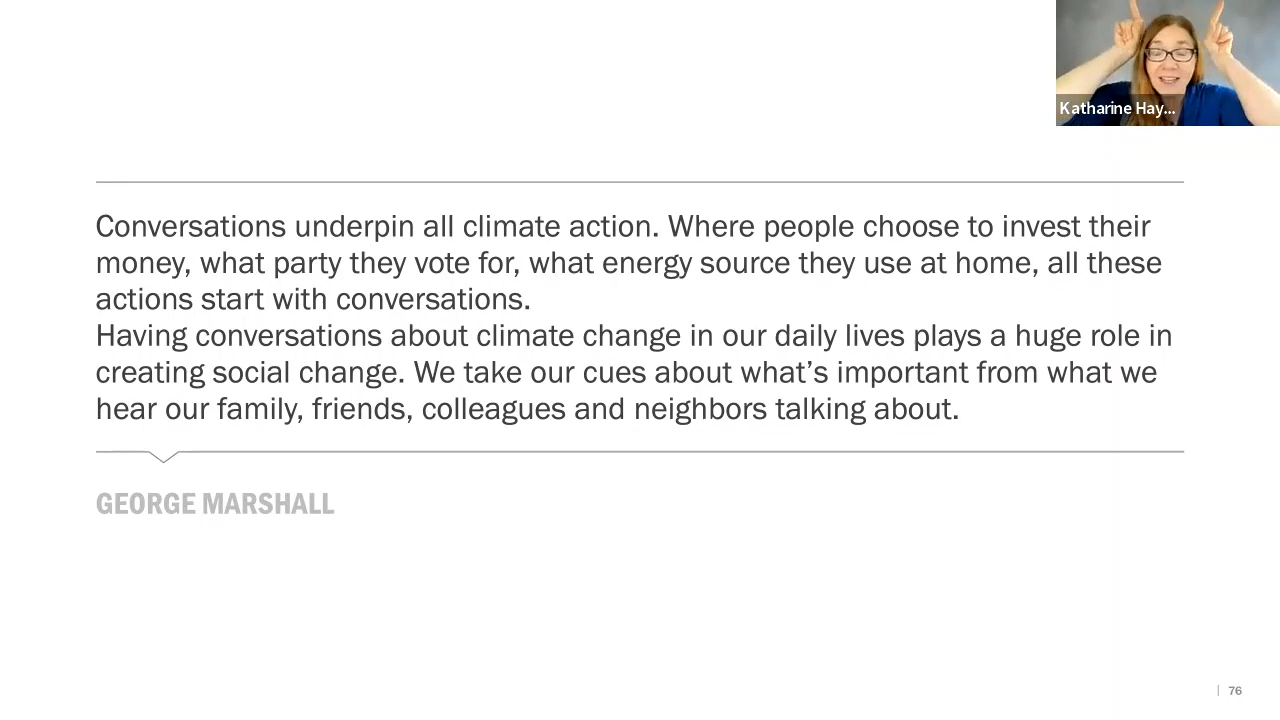 Katharine Hay...
Conversations underpin all climate action. Where people choose to invest their
money, what party they vote for, what energy source they use at home, all these
actions start with conversations.
Having conversations about climate change in our daily lives plays a huge role in
creating social change. We take our cues about what’s important from what we
hear our family, friends, colleagues and neighbors talking about.
GEORGE MARSHALL
76